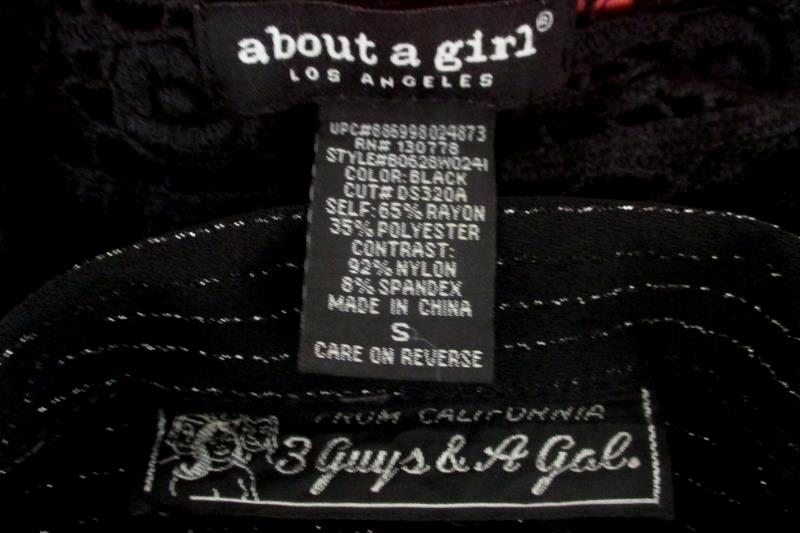 about a girl®
LOS ANGELES
UPC#886998024873
RN# 130778
STYLE#B0628W0241
COLOR: BLACK
CUT# DS320A
SELF: 65% RAYON
35% POLYESTER
CONTRAST:
92% NYLON
8% SPANDEX
MADE IN CHINA
S
CARE ON REVERSE
FROM CALIFORNIA
3 Guys & A Gal.